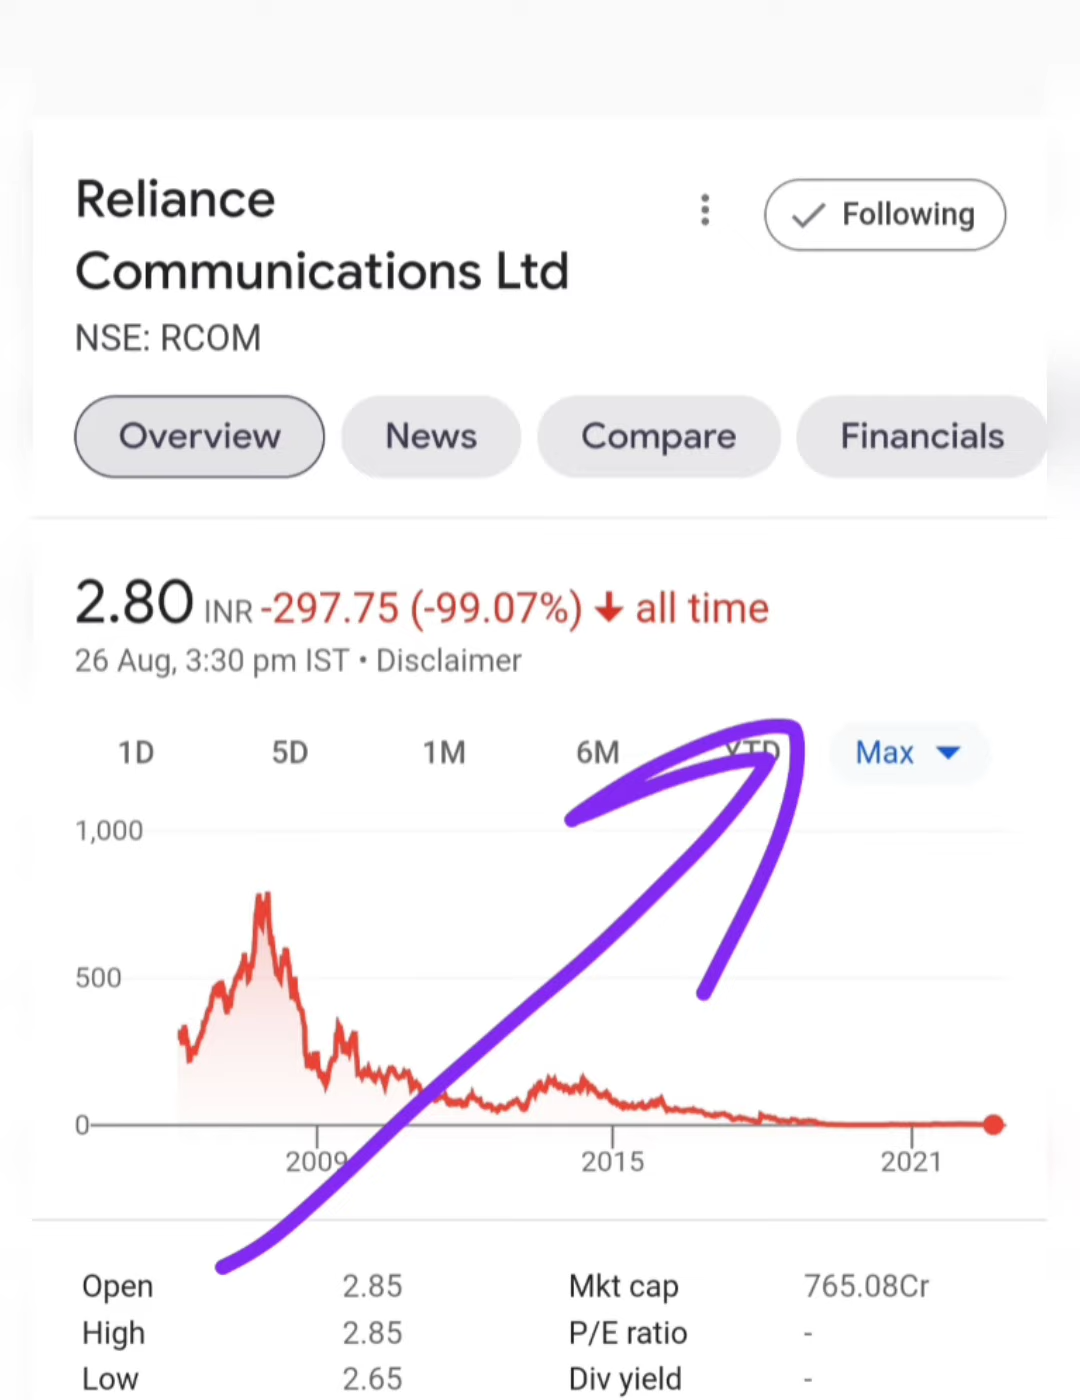 Reliance
Communications Ltd
Following
NSE: RCOM
Overview News Compare Financials
2.80 INR -297.75 (-99.07%) ↓ all time
26 Aug, 3:30 pm IST • Disclaimer
1D 5D 1M 6M YTD Max
1,000
500
0
2009 2015 2021
Open 2.85 Mkt cap 765.08Cr
High 2.85 P/E ratio -
Low 2.65 Div yield -